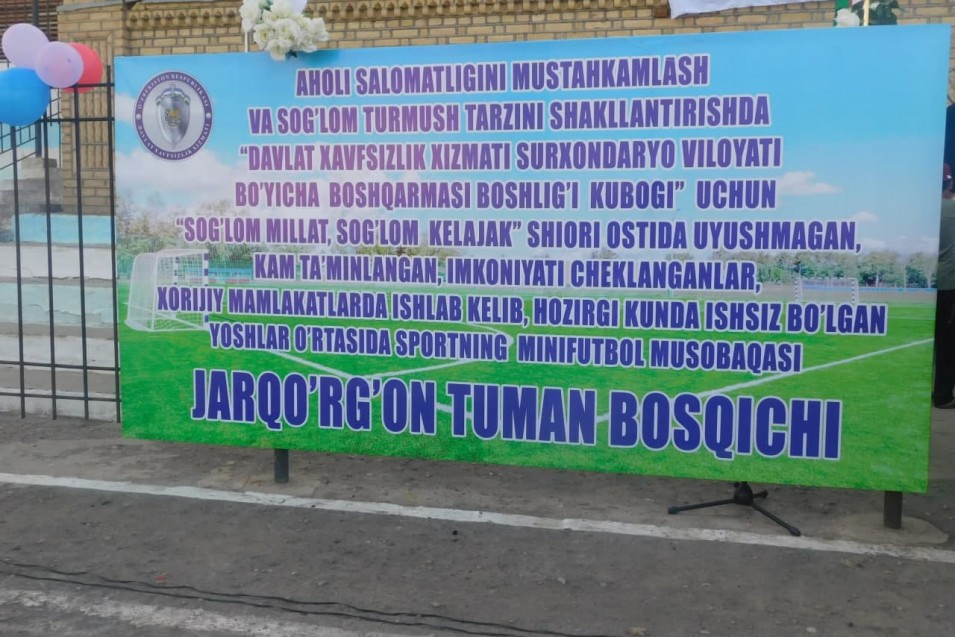 AHOLI SALOMATLIGINI MUSTAHKAMLASH
VA SOG'LOM TURMUSH TARZINI SHAKLLANTIRISHDA
"DAVLAT XAVFSIZLIK XIZMATI SURXONDARYO VILOYATI
BO'YICHA BOSHQARMASI BOSHLIG'I KUBOGI" UCHUN
"SOG'LOM MILLAT, SOG'LOM KELAJAK" SHIORI OSTIDA UYUSHMAGAN,
KAM TA'MINLANGAN, IMKONIYATI CHEKLANGANLAR,
XORIJIY MAMLAKATLARDA ISHLAB KELIB, HOZIRGI KUNDA ISHSIZ BO'LGAN
YOSHLAR O'RTASIDA SPORTNING MINIFUTBOL MUSOBAQASI
JARQO'RG'ON TUMAN BOSQICHI